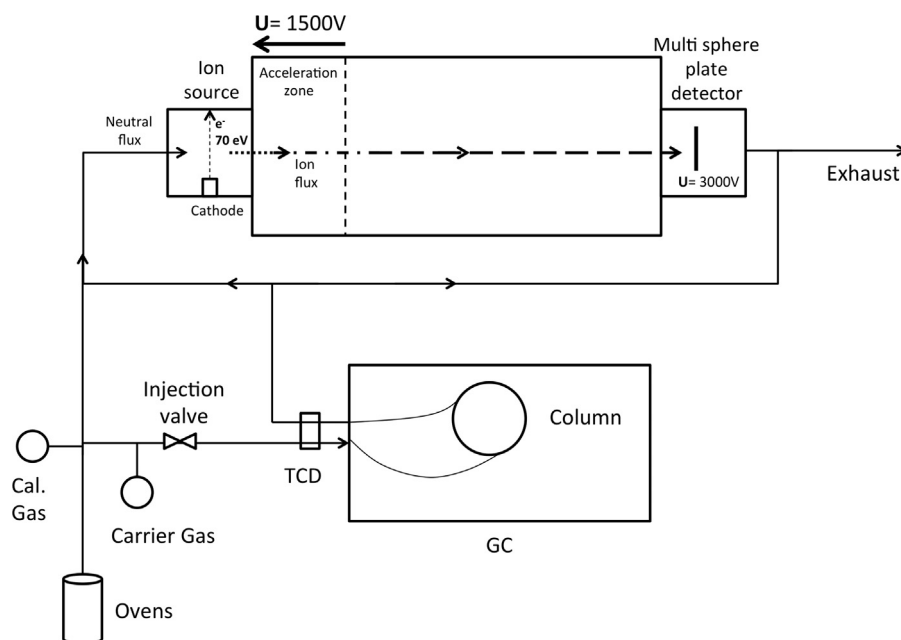 U= 1500V
Multi sphere
plate
detector
Ion
source
Acceleration
zone
Neutral
flux
e-
70 eV
Ion
flux
U= 3000V
Cathode
Exhaust
Injection
valve
Column
TCD
Cal.
Gas
Carrier Gas
GC
Ovens